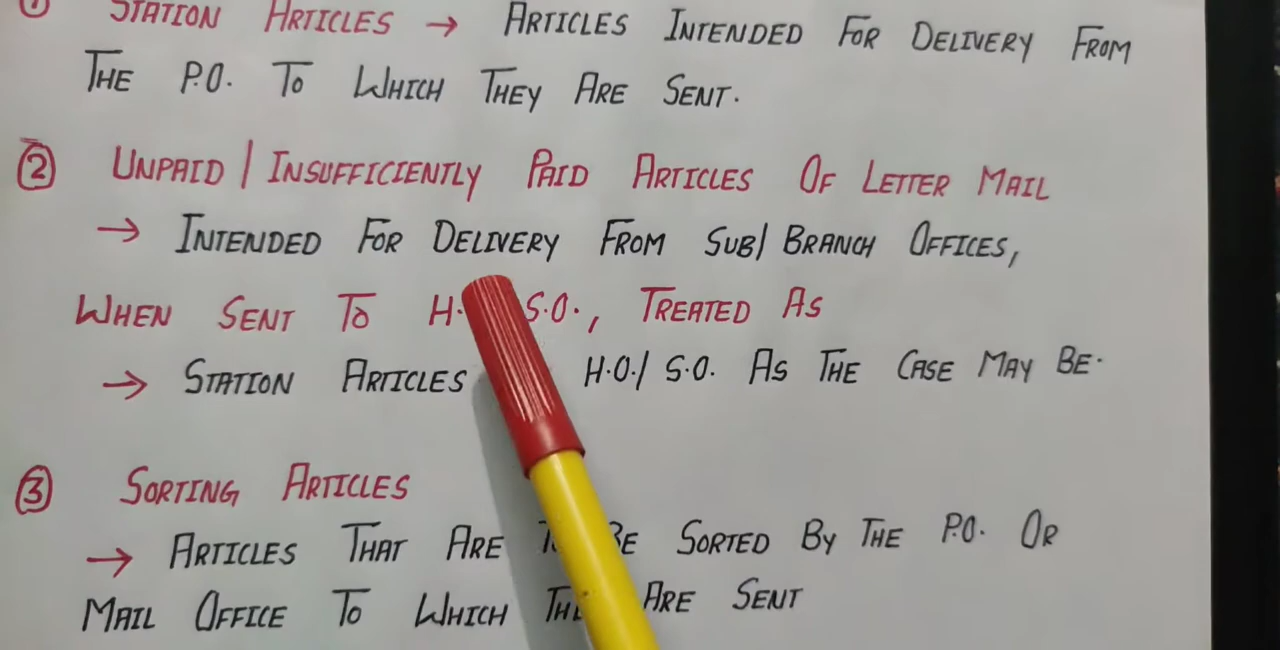 ① STATION ARTICLES → ARTICLES INTENDED FOR DELIVERY FROM
THE P.O. TO WHICH THEY ARE SENT.
② UNPAID / INSUFFICIENTLY PAID ARTICLES OF LETTER MAIL
→ INTENDED FOR DELIVERY FROM SUB/ BRANCH OFFICES,
WHEN SENT TO H. S.O., TREATED AS
→ STATION ARTICLES H.O./ S.O. AS THE CASE MAY BE.
③ SORTING ARTICLES
→ ARTICLES THAT ARE BE SORTED BY THE P.O. OR
MAIL OFFICE TO WHICH ARE SENT